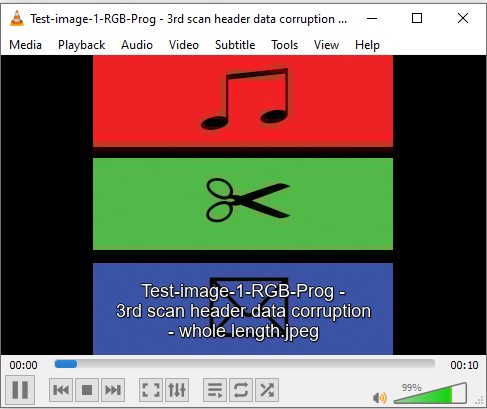 Test-image-1-RGB-Prog - 3rd scan header data corruption ...
Media Playback Audio Video Subtitle Tools View Help
Test-image-1-RGB-Prog -
3rd scan header data corruption
- whole length.jpeg
00:00 00:10
99%